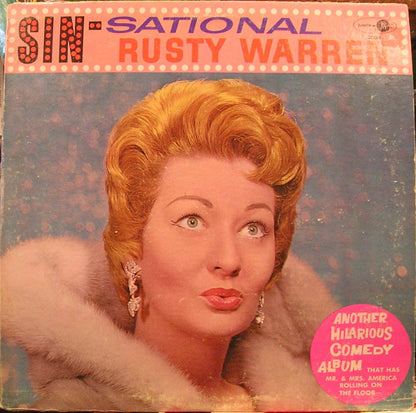 SIN-SATIONAL
RUSTY WARREN
ANOTHER
HILARIOUS
COMEDY
ALBUM THAT HAS
MR. & MRS. AMERICA
ROLLING ON
THE FLOOR